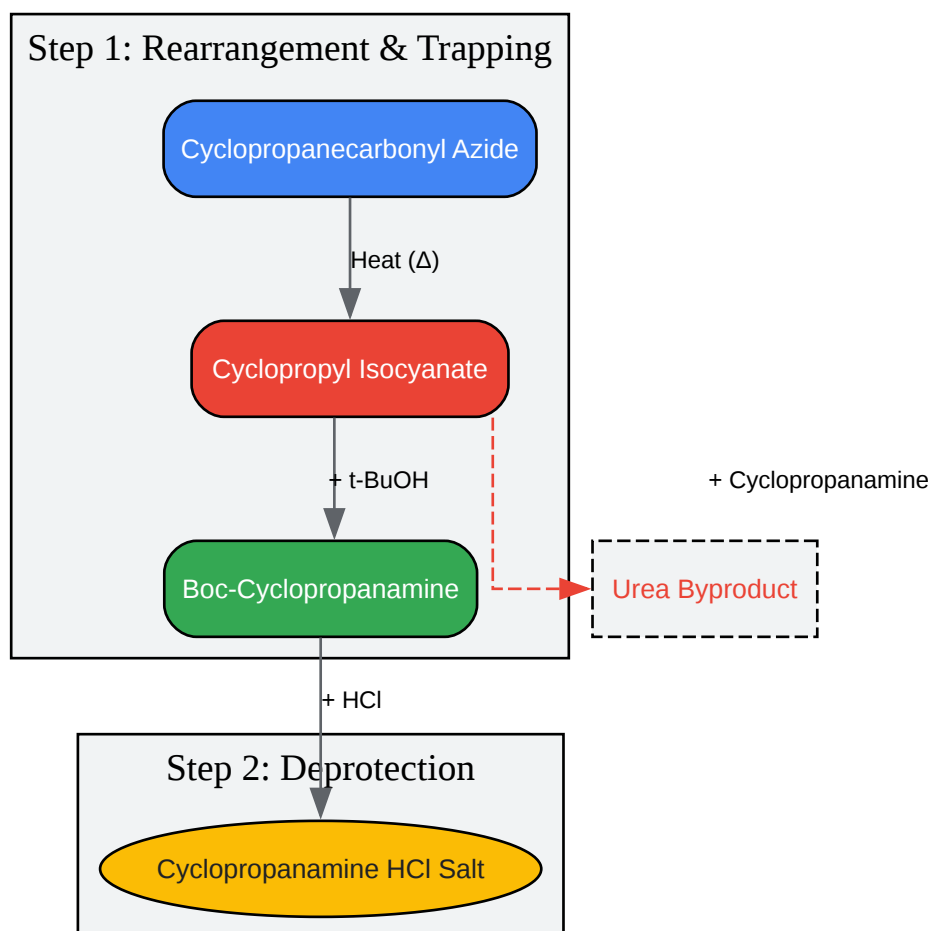 Step 1: Rearrangement & Trapping
Cyclopropanecarbonyl Azide
Heat (Δ)
Cyclopropyl Isocyanate
+ t-BuOH
+ Cyclopropanamine
Boc-Cyclopropanamine
Urea Byproduct
+ HCl
Step 2: Deprotection
Cyclopropanamine HCl Salt